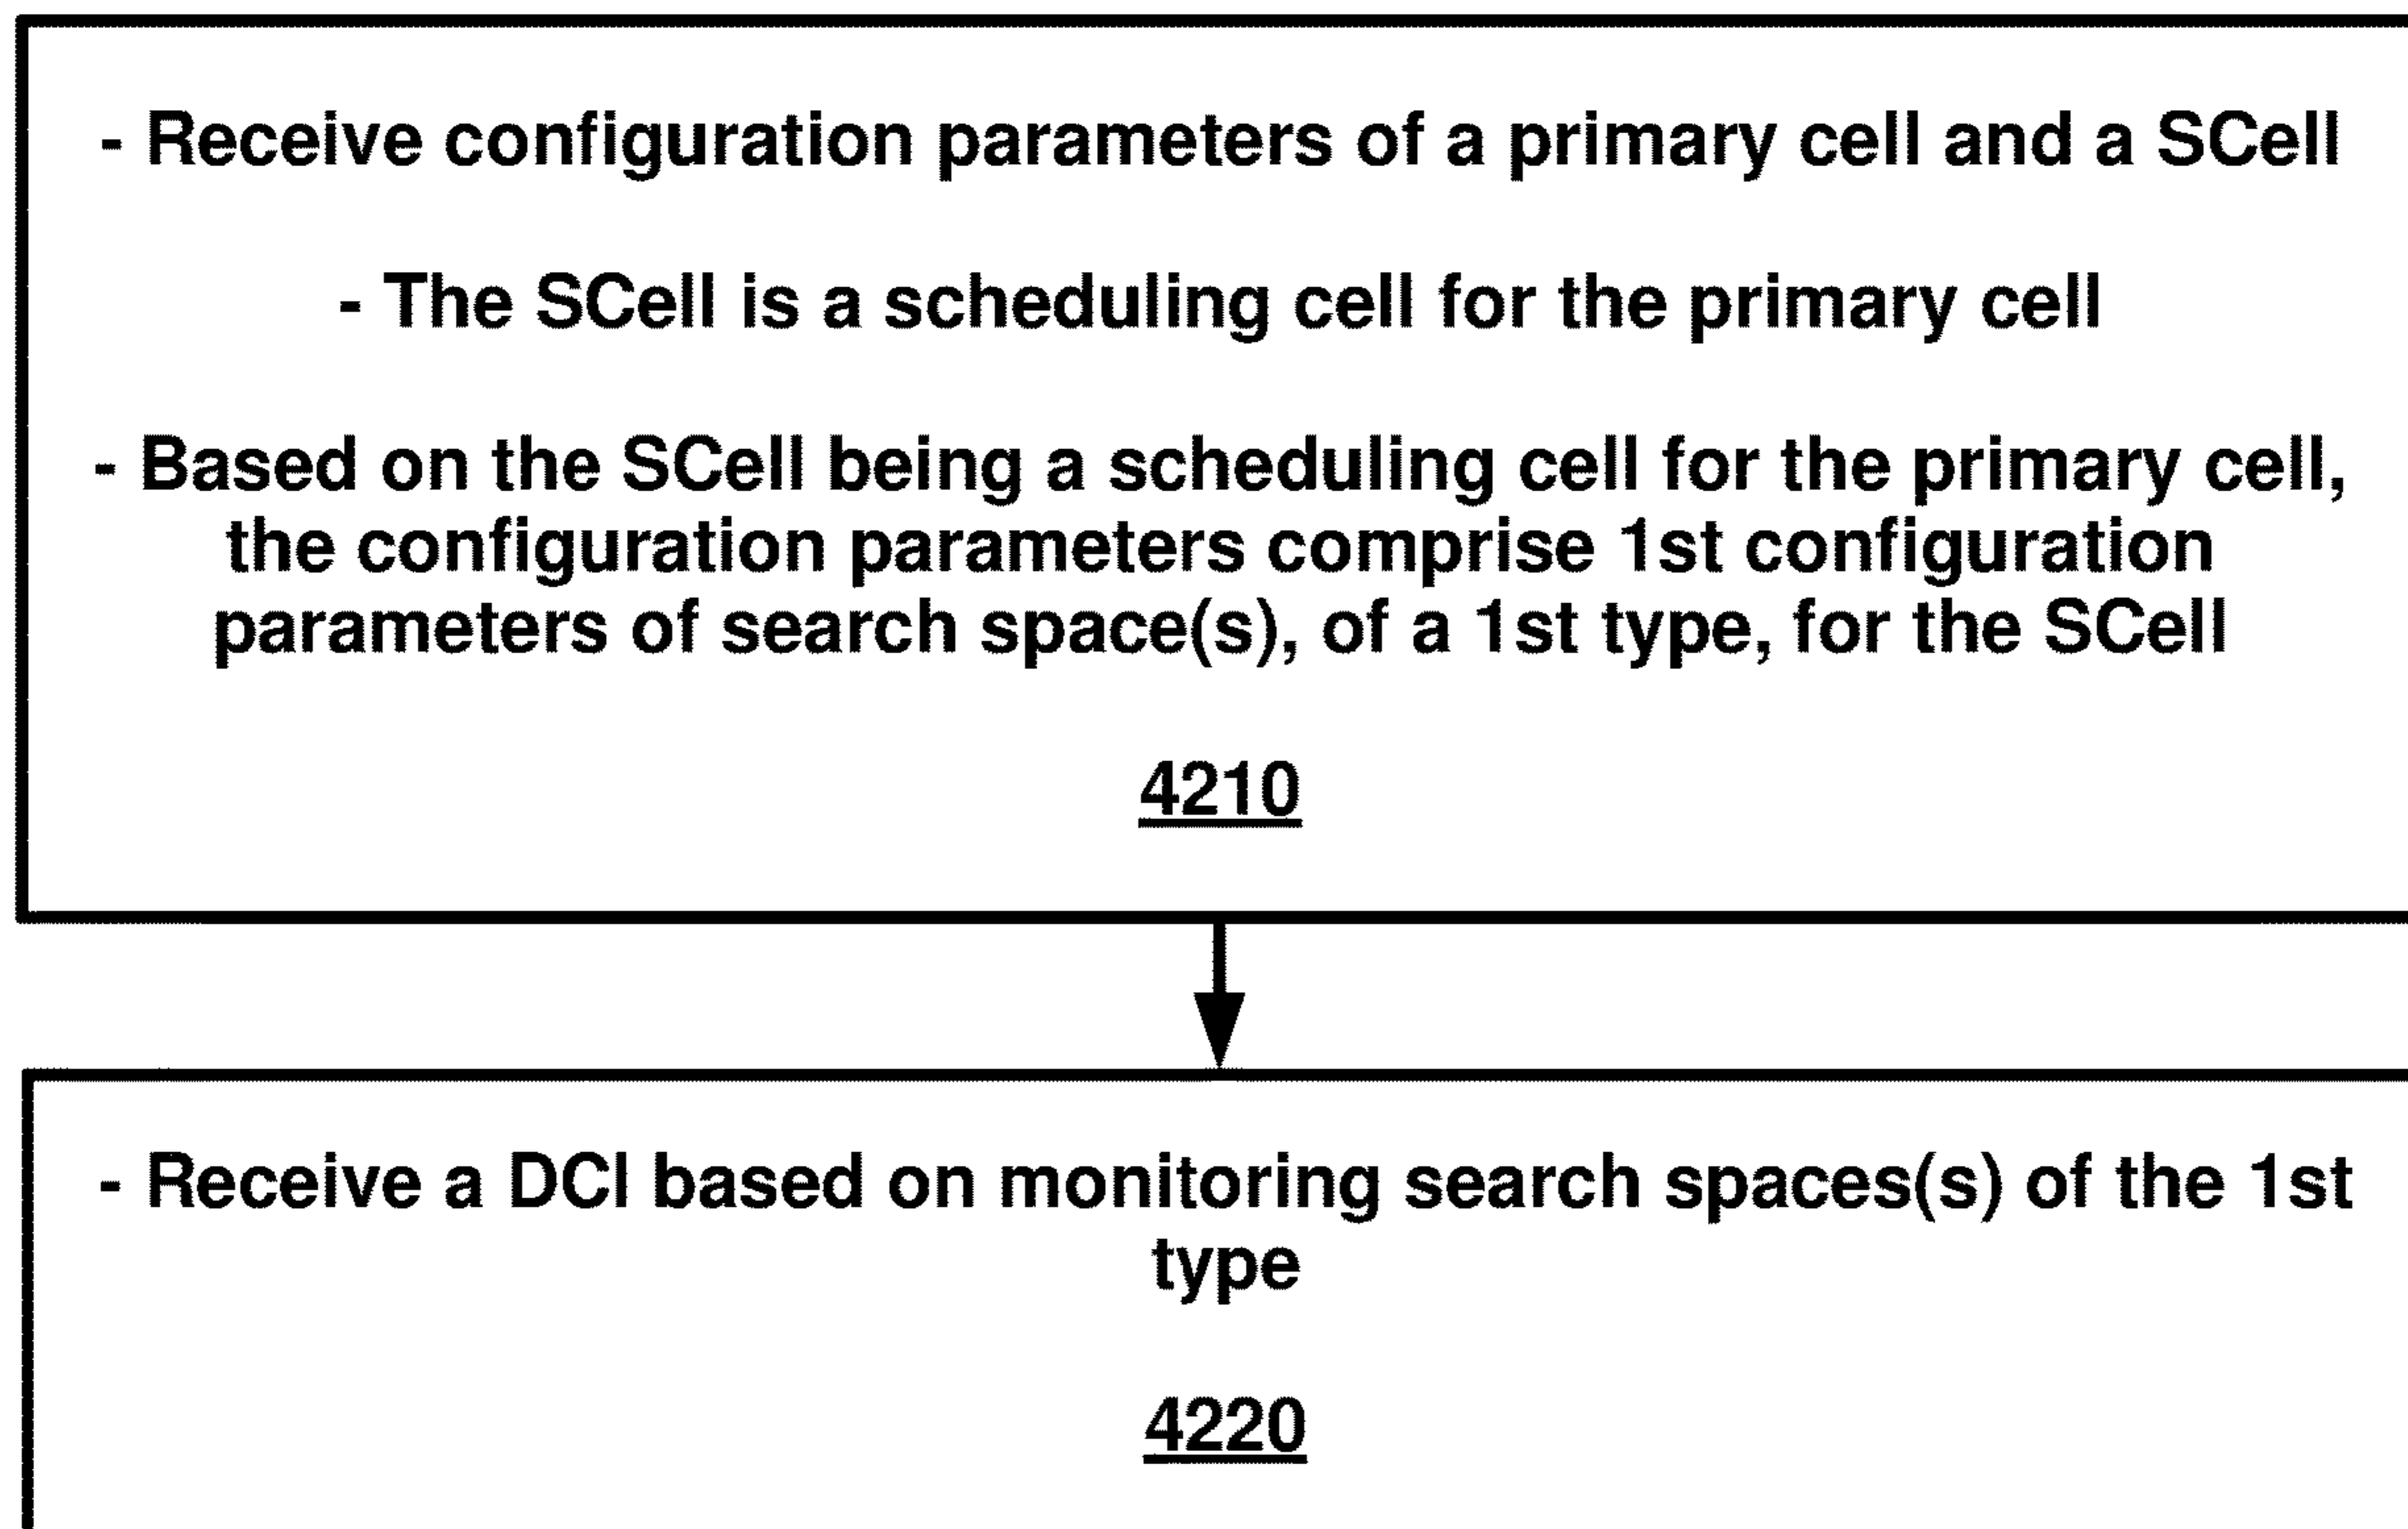 - Receive configuration parameters of a primary cell and a SCell
- The SCell is a scheduling cell for the primary cell
- Based on the SCell being a scheduling cell for the primary cell,
the configuration parameters comprise 1st configuration
parameters of search space(s), of a 1st type, for the SCell
4210
- Receive a DCI based on monitoring search spaces(s) of the 1st
type
4220